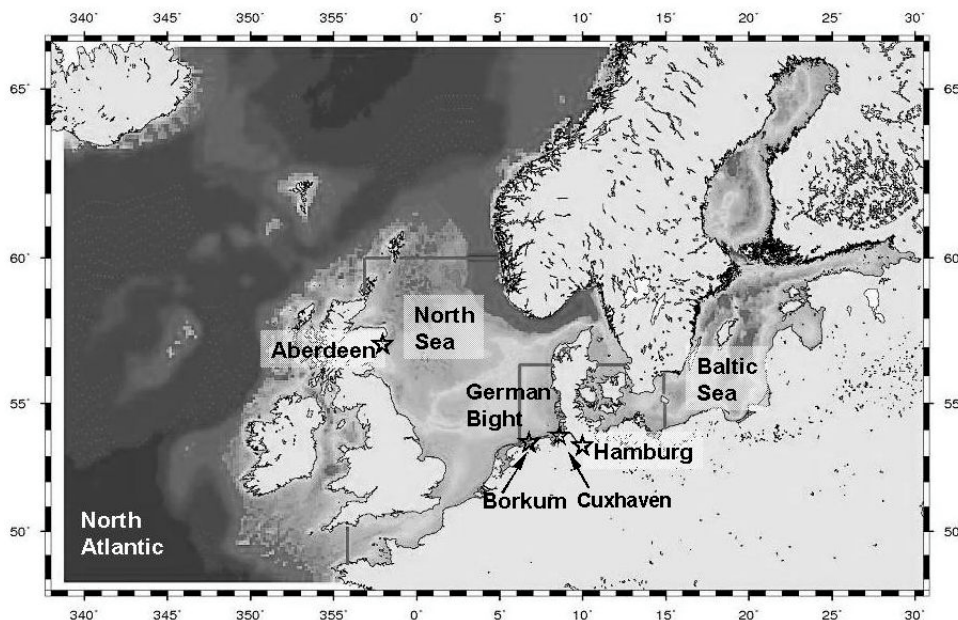 340˚ 345˚ 350˚ 355˚ 0˚ 5˚ 10˚ 15˚ 20˚ 25˚ 30˚
65˚ 65˚
60˚ 60˚
North
Sea
Aberdeen
Baltic
Sea
German
Bight
55˚ 55˚
Hamburg
Borkum Cuxhaven
North
Atlantic
50˚ 50˚
340˚ 345˚ 350˚ 355˚ 0˚ 5˚ 10˚ 15˚ 20˚ 25˚ 30˚